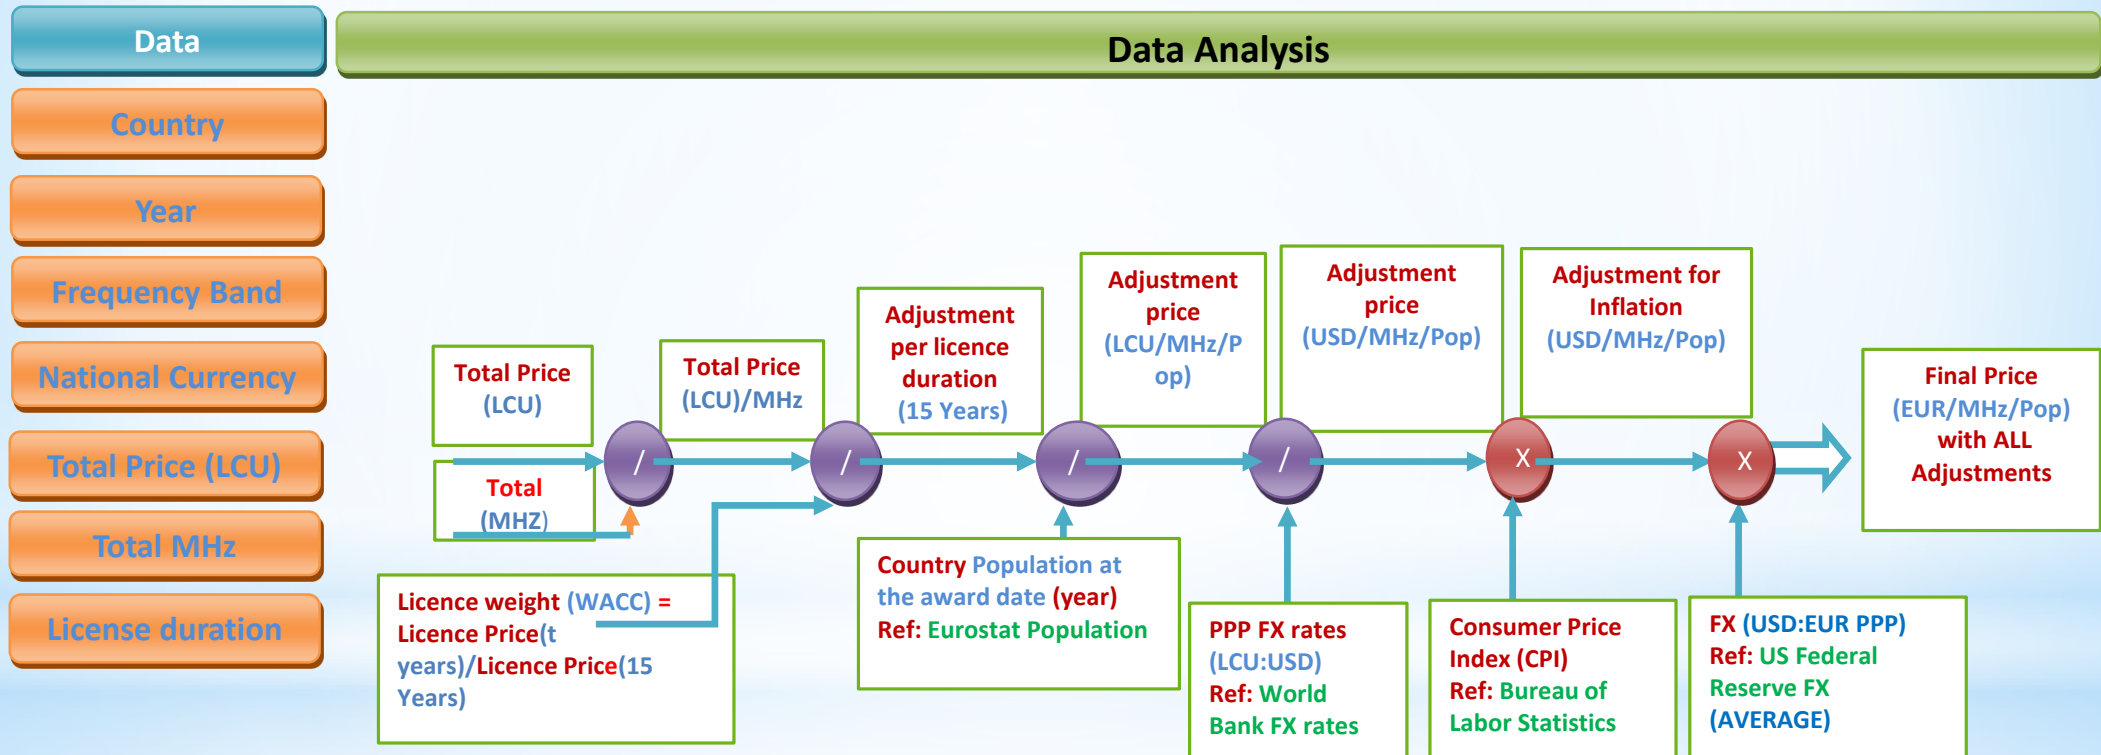 Data
Data Analysis
Country
Year
Frequency Band
National Currency
Total Price (LCU)
Total MHz
License duration
Total Price
(LCU)
Total
(MHZ)
/
Total Price
(LCU)/MHz
/
Adjustment
per licence
duration
(15 Years)
/
Adjustment
price
(LCU/MHz/P
op)
/
Adjustment
price
(USD/MHz/Pop)
X
Adjustment for
Inflation
(USD/MHz/Pop)
X
Final Price
(EUR/MHz/Pop)
with ALL
Adjustments
Licence weight (WACC) =
Licence Price(t
years)/Licence Price(15
Years)
Country Population at
the award date (year)
Ref: Eurostat Population
PPP FX rates
(LCU:USD)
Ref: World
Bank FX rates
Consumer Price
Index (CPI)
Ref: Bureau of
Labor Statistics
FX (USD:EUR PPP)
Ref: US Federal
Reserve FX
(AVERAGE)